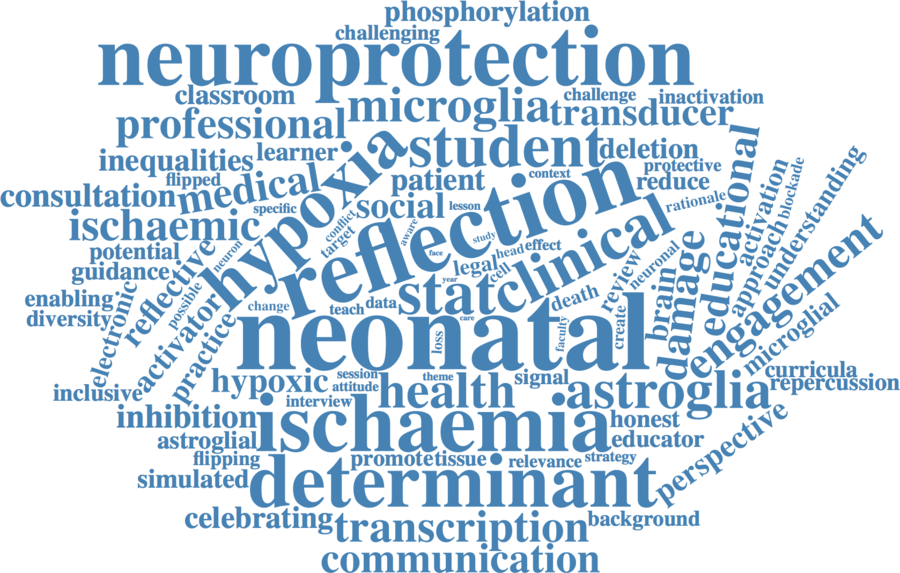 phosphorylation
challenging
neuroprotection
classroom
microglia
challenge
inactivation
transducer
professional
student
deletion
inequalities
learner
hypoxia
context
protective
flipped
medical
patient
reduce
consultation
specific
social
lesson
reflection
rationale
educational
activation
blockade
understanding
ischaemic
conflict
target
aware
study
face
head
effect
clinical
potential
neuron
legal
cell
review
neuronal
approach
guidance
reflective
possible
year
stat
death
brain
damage
engagement
enabling
electronic
activator
change
teach
data
neonatal
care
loss
faculty
create
microglial
diversity
practice
inclusive
hypoxic
session
attitude
theme
health
signal
astroglia
curricula
repercussion
interview
inhibition
ischaemia
honest
astroglial
educator
perspective
flipping
promote
tissue
relevance
strategy
simulated
determinant
celebrating
transcription
background
communication